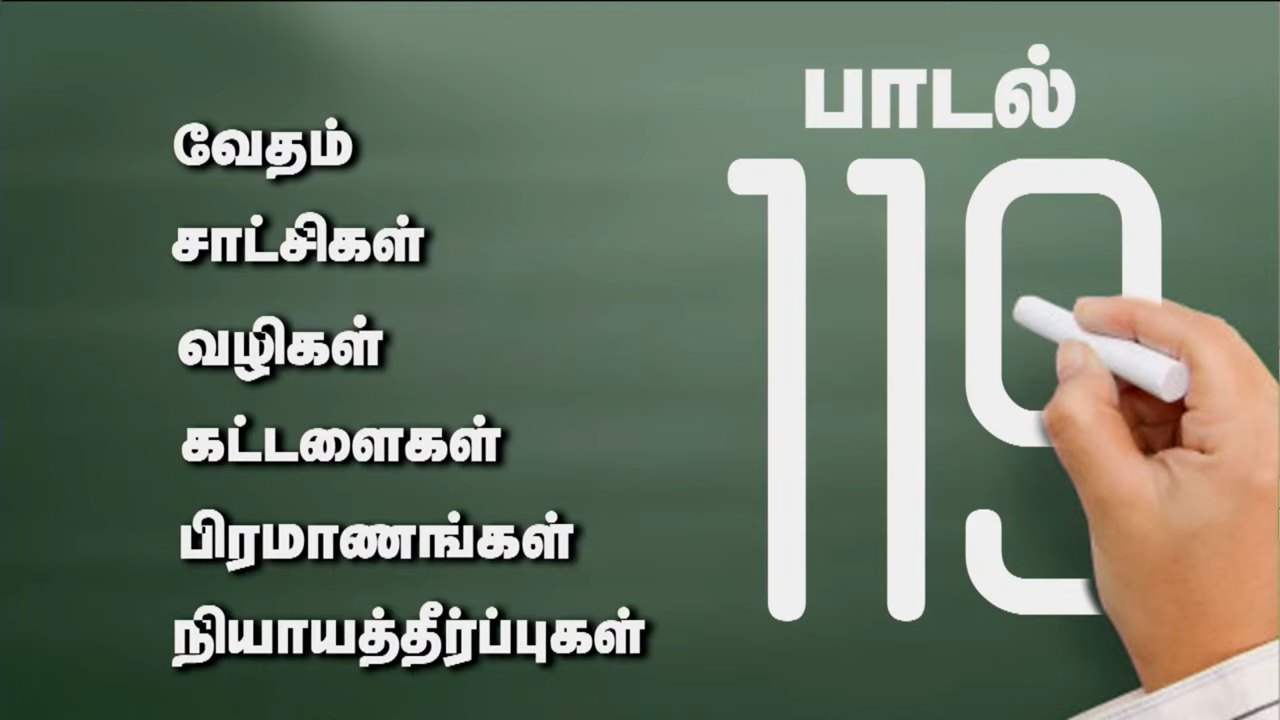 வேதம்
சாட்சிகள்
வழிகள்
கட்டளைகள்
பிரமாணங்கள்
நியாயத்தீர்ப்புகள்
பாடல்
119